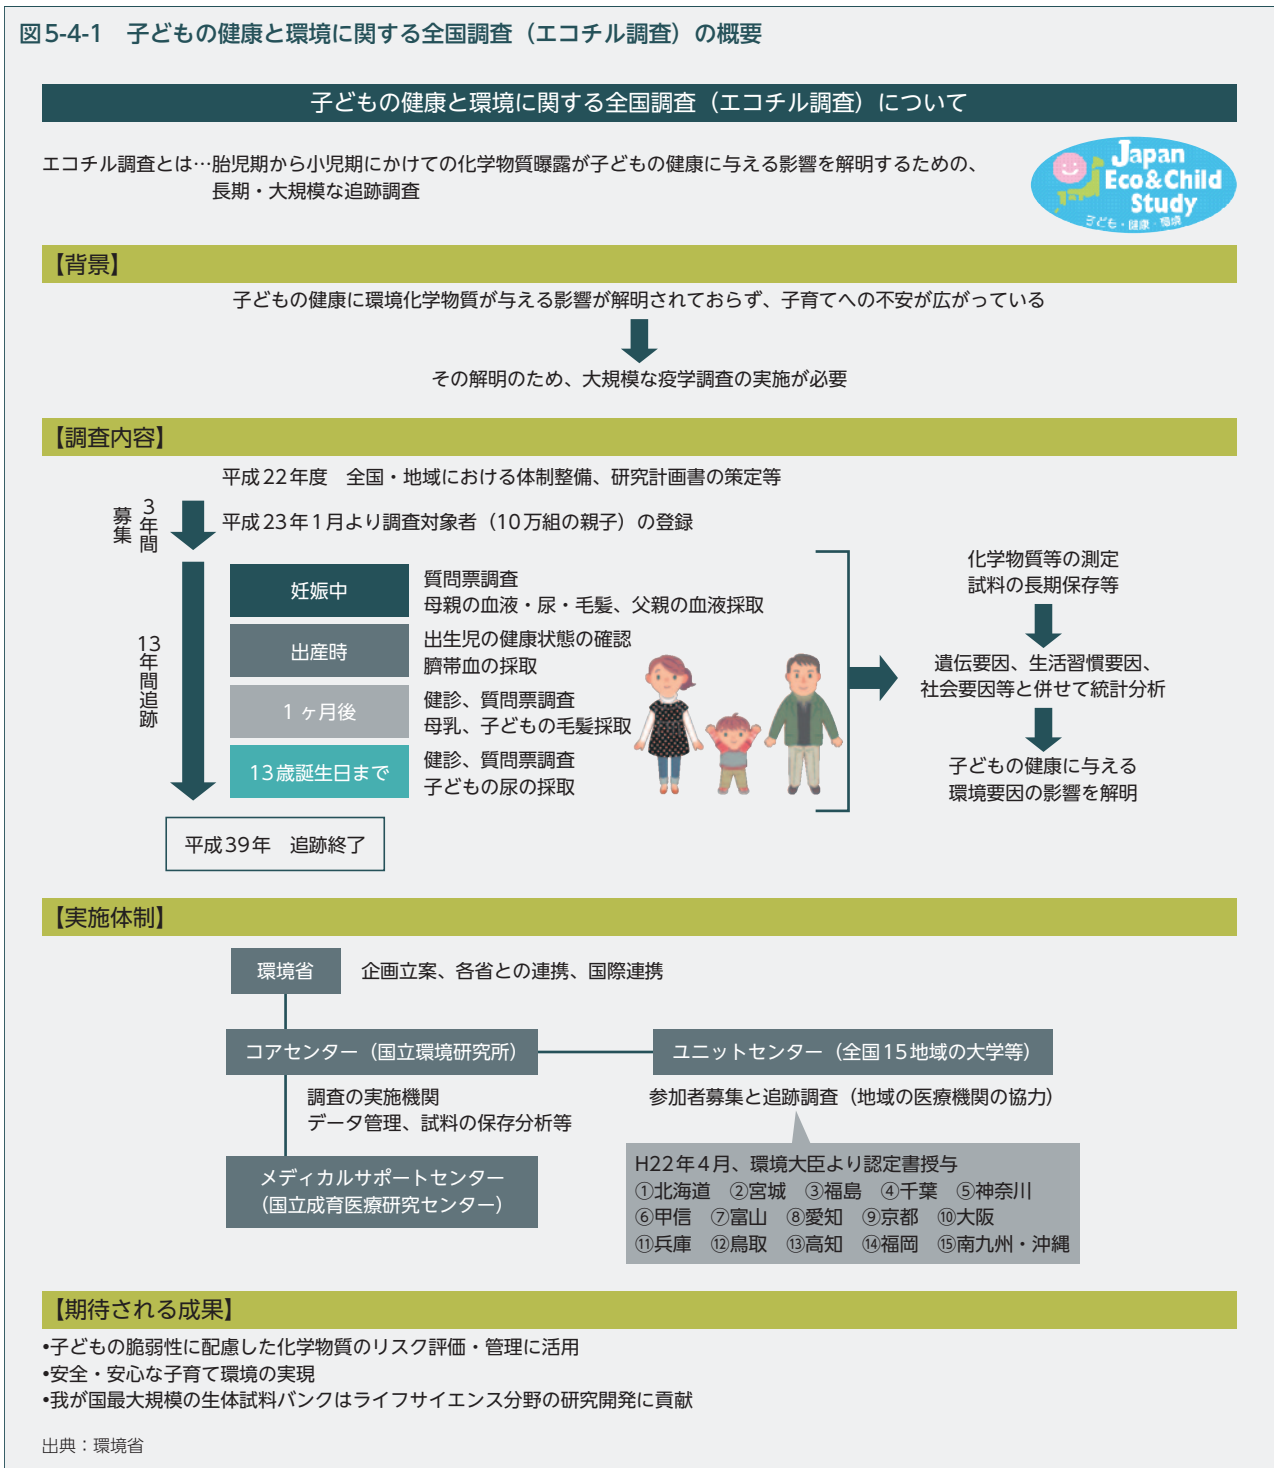 図5-4-1　子どもの健康と環境に関する全国調査（エコチル調査）の概要
子どもの健康と環境に関する全国調査（エコチル調査）について
エコチル調査とは…胎児期から小児期にかけての化学物質曝露が子どもの健康に与える影響を解明するための、
長期・大規模な追跡調査
Japan
Eco&Child
Study
子ども・健康・環境
【背景】
子どもの健康に環境化学物質が与える影響が解明されておらず、子育てへの不安が広がっている
その解明のため、大規模な疫学調査の実施が必要
【調査内容】
平成22年度　全国・地域における体制整備、研究計画書の策定等
3年間
募集
平成23年1月より調査対象者（10万組の親子）の登録
13年間追跡
妊娠中
質問票調査
母親の血液・尿・毛髪、父親の血液採取
出産時
出生児の健康状態の確認
臍帯血の採取
1ヶ月後
健診、質問票調査
母乳、子どもの毛髪採取
13歳誕生日まで
健診、質問票調査
子どもの尿の採取
平成39年　追跡終了
化学物質等の測定
試料の長期保存等
遺伝要因、生活習慣要因、
社会要因等と併せて統計分析
子どもの健康に与える
環境要因の影響を解明
【実施体制】
環境省
企画立案、各省との連携、国際連携
コアセンター（国立環境研究所）
調査の実施機関
データ管理、試料の保存分析等
メディカルサポートセンター
（国立成育医療研究センター）
ユニットセンター（全国15地域の大学等）
参加者募集と追跡調査（地域の医療機関の協力）
H22年4月、環境大臣より認定書授与
①北海道　②宮城　③福島　④千葉　⑤神奈川
⑥甲信　⑦富山　⑧愛知　⑨京都　⑩大阪
⑪兵庫　⑫鳥取　⑬高知　⑭福岡　⑮南九州・沖縄
【期待される成果】
•子どもの脆弱性に配慮した化学物質のリスク評価・管理に活用
•安全・安心な子育て環境の実現
•我が国最大規模の生体試料バンクはライフサイエンス分野の研究開発に貢献
出典：環境省